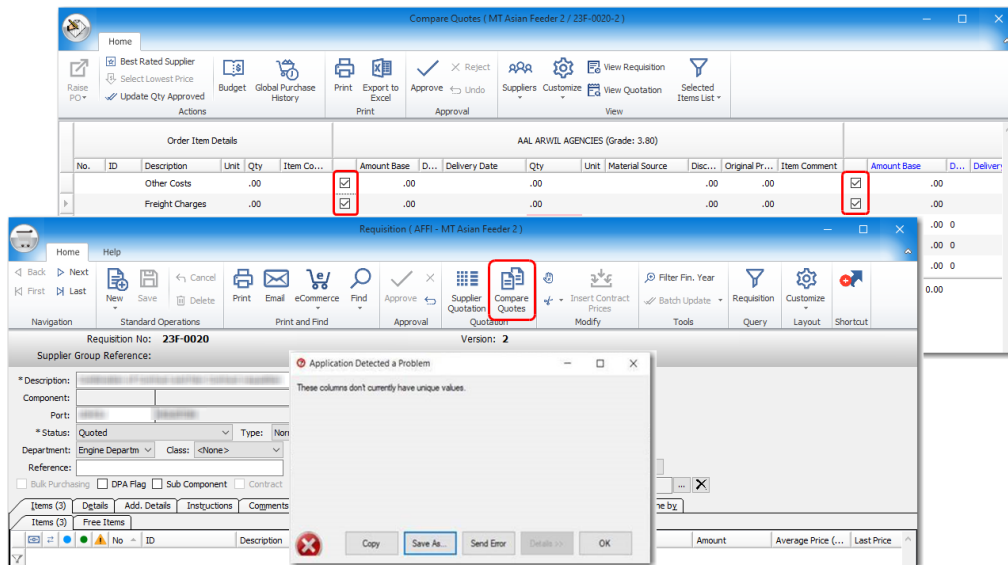 Compare Quotes ( MT Asian Feeder 2 / 23F-0020-2 )
Home
Raise PO
Best Rated Supplier
Select Lowest Price
Update Qty Approved
Actions
Budget
Global Purchase History
Print
Export to Excel
Print
Approve
Reject
Undo
Approval
Suppliers
Customize
View Requisition
View Quotation
Selected Items List
View
Order Item Details
AAL ARWIL AGENCIES (Grade: 3.80)
No. ID Description Unit Qty Item Co... Amount Base D... Delivery Date Qty Unit Material Source Disc... Original Pr... Item Comment Amount Base D... Delivery
Other Costs .00 .00 .00 .00 .00 .00
Freight Charges .00 .00 .00 .00 .00 .00
.00 0
.00 0
.00 0
0.00
Requisition ( AFFI - MT Asian Feeder 2 )
Home Help
Back Next
First Last
Navigation
New
Save
Cancel
Delete
Standard Operations
Print
Email
eCommerce
Find
Print and Find
Approve
Approval
Supplier Quotation
Compare Quotes
Quotation
Insert Contract Prices
Modify
Filter Fin. Year
Batch Update
Tools
Requisition
Query
Customize
Layout
Shortcut
Requisition No: 23F-0020
Version: 2
Supplier Group Reference:
*Description:
Component:
Port:
*Status: Quoted Type: Norr
Department: Engine Departm Class: <None>
Reference:
Bulk Purchasing DPA Flag Sub Component Contract
... X
Items (3) Details Add. Details Instructions Comments
ne by
Items (3) Free Items
No ID Description
Amount Average Price (... Last Price
Application Detected a Problem
These columns don't currently have unique values.
Copy Save As... Send Error Details >> OK